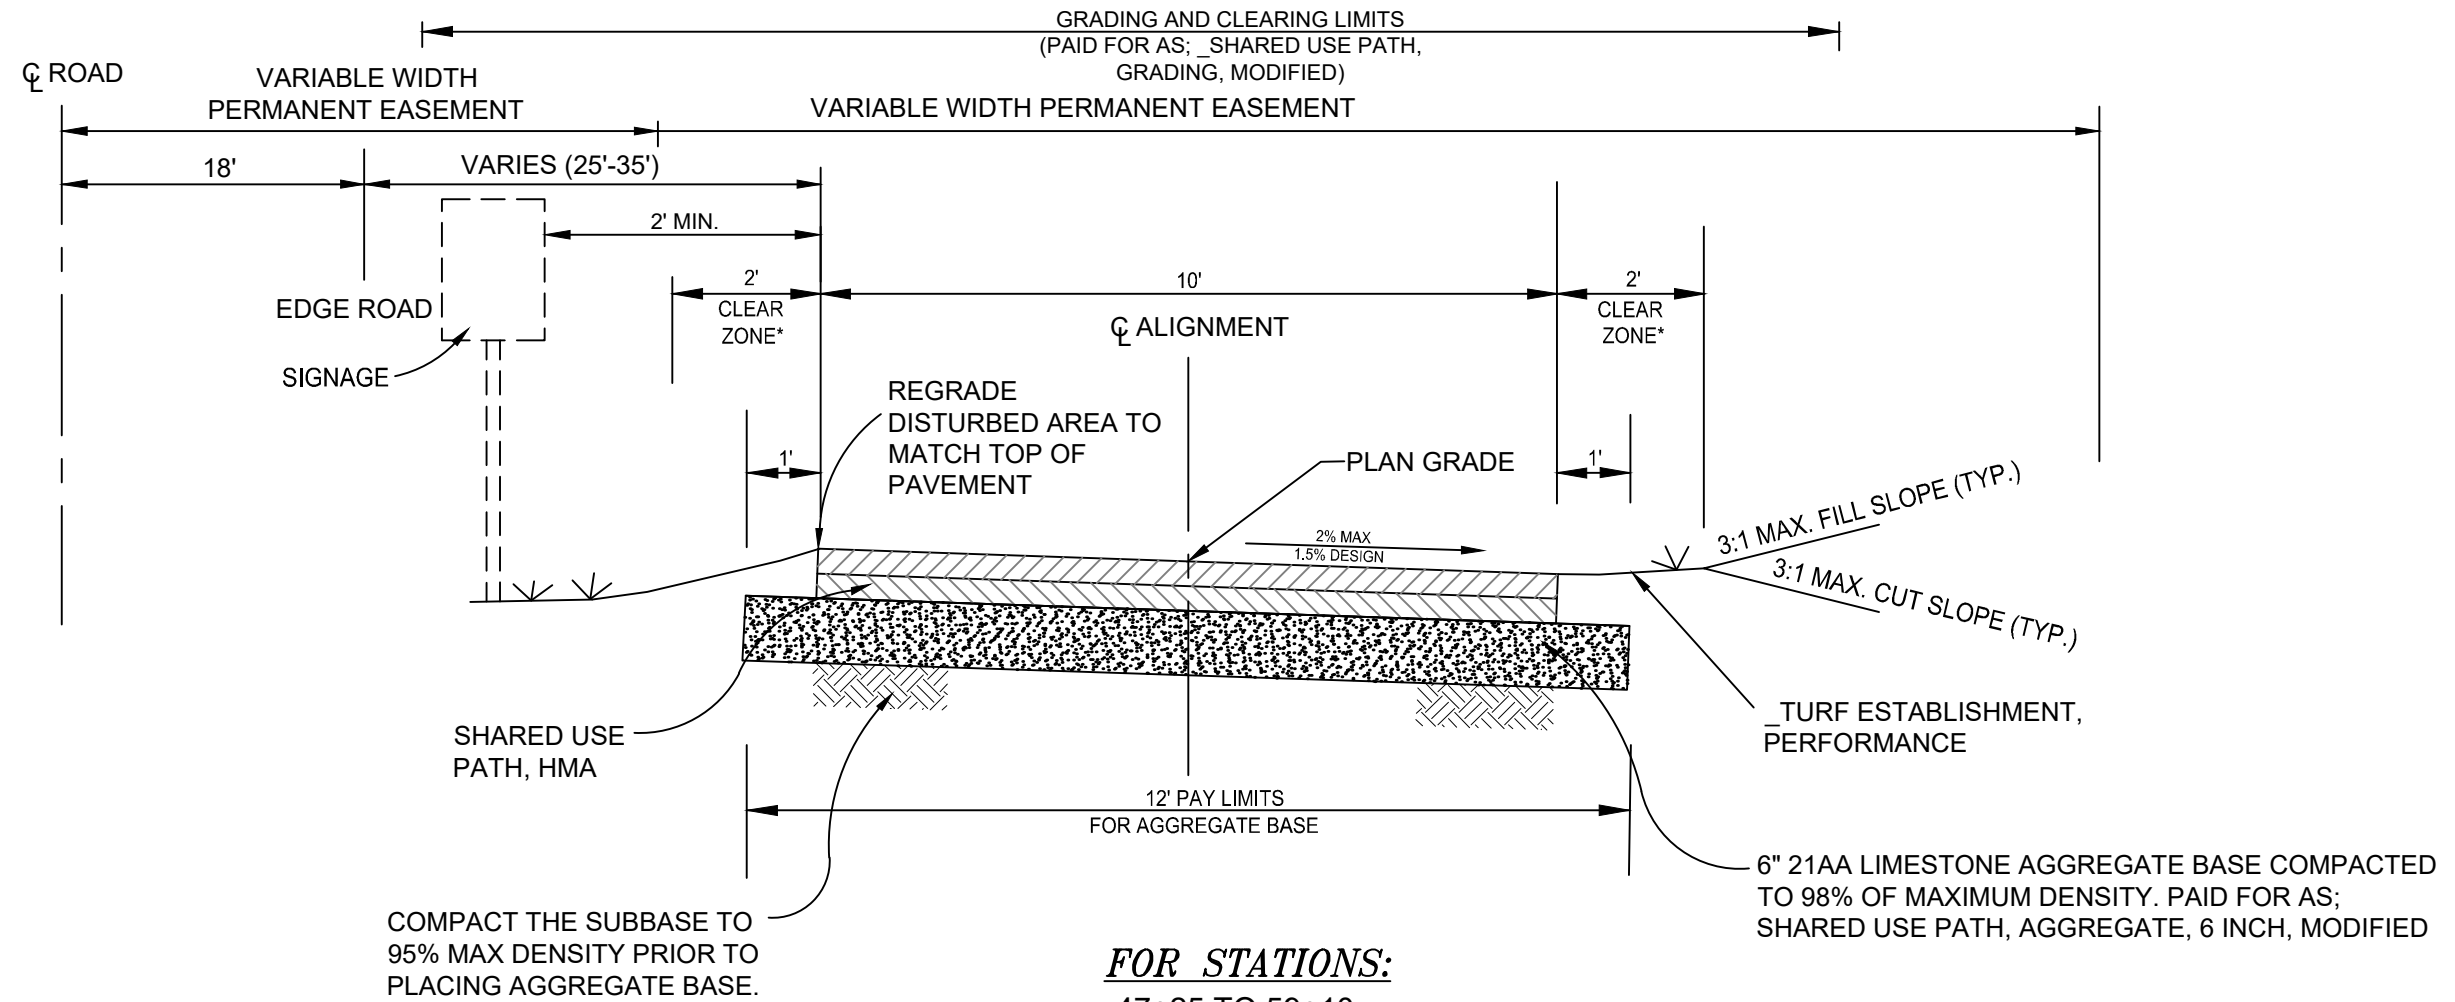 GRADING AND CLEARING LIMITS
(PAID FOR AS; _SHARED USE PATH,
GRADING, MODIFIED)
℄ ROAD
VARIABLE WIDTH
PERMANENT EASEMENT
VARIABLE WIDTH PERMANENT EASEMENT
18'
VARIES (25'-35')
2' MIN.
2'
CLEAR
ZONE*
10'
2'
CLEAR
ZONE*
EDGE ROAD
℄ ALIGNMENT
SIGNAGE
REGRADE
DISTURBED AREA TO
MATCH TOP OF
PAVEMENT
1'
PLAN GRADE
1'
3:1 MAX. FILL SLOPE (TYP.)
2% MAX
1.5% DESIGN
3:1 MAX. CUT SLOPE (TYP.)
SHARED USE
PATH, HMA
_TURF ESTABLISHMENT,
PERFORMANCE
12' PAY LIMITS
FOR AGGREGATE BASE
6" 21AA LIMESTONE AGGREGATE BASE COMPACTED
TO 98% OF MAXIMUM DENSITY. PAID FOR AS;
SHARED USE PATH, AGGREGATE, 6 INCH, MODIFIED
COMPACT THE SUBBASE TO
95% MAX DENSITY PRIOR TO
PLACING AGGREGATE BASE.
FOR STATIONS:
TO